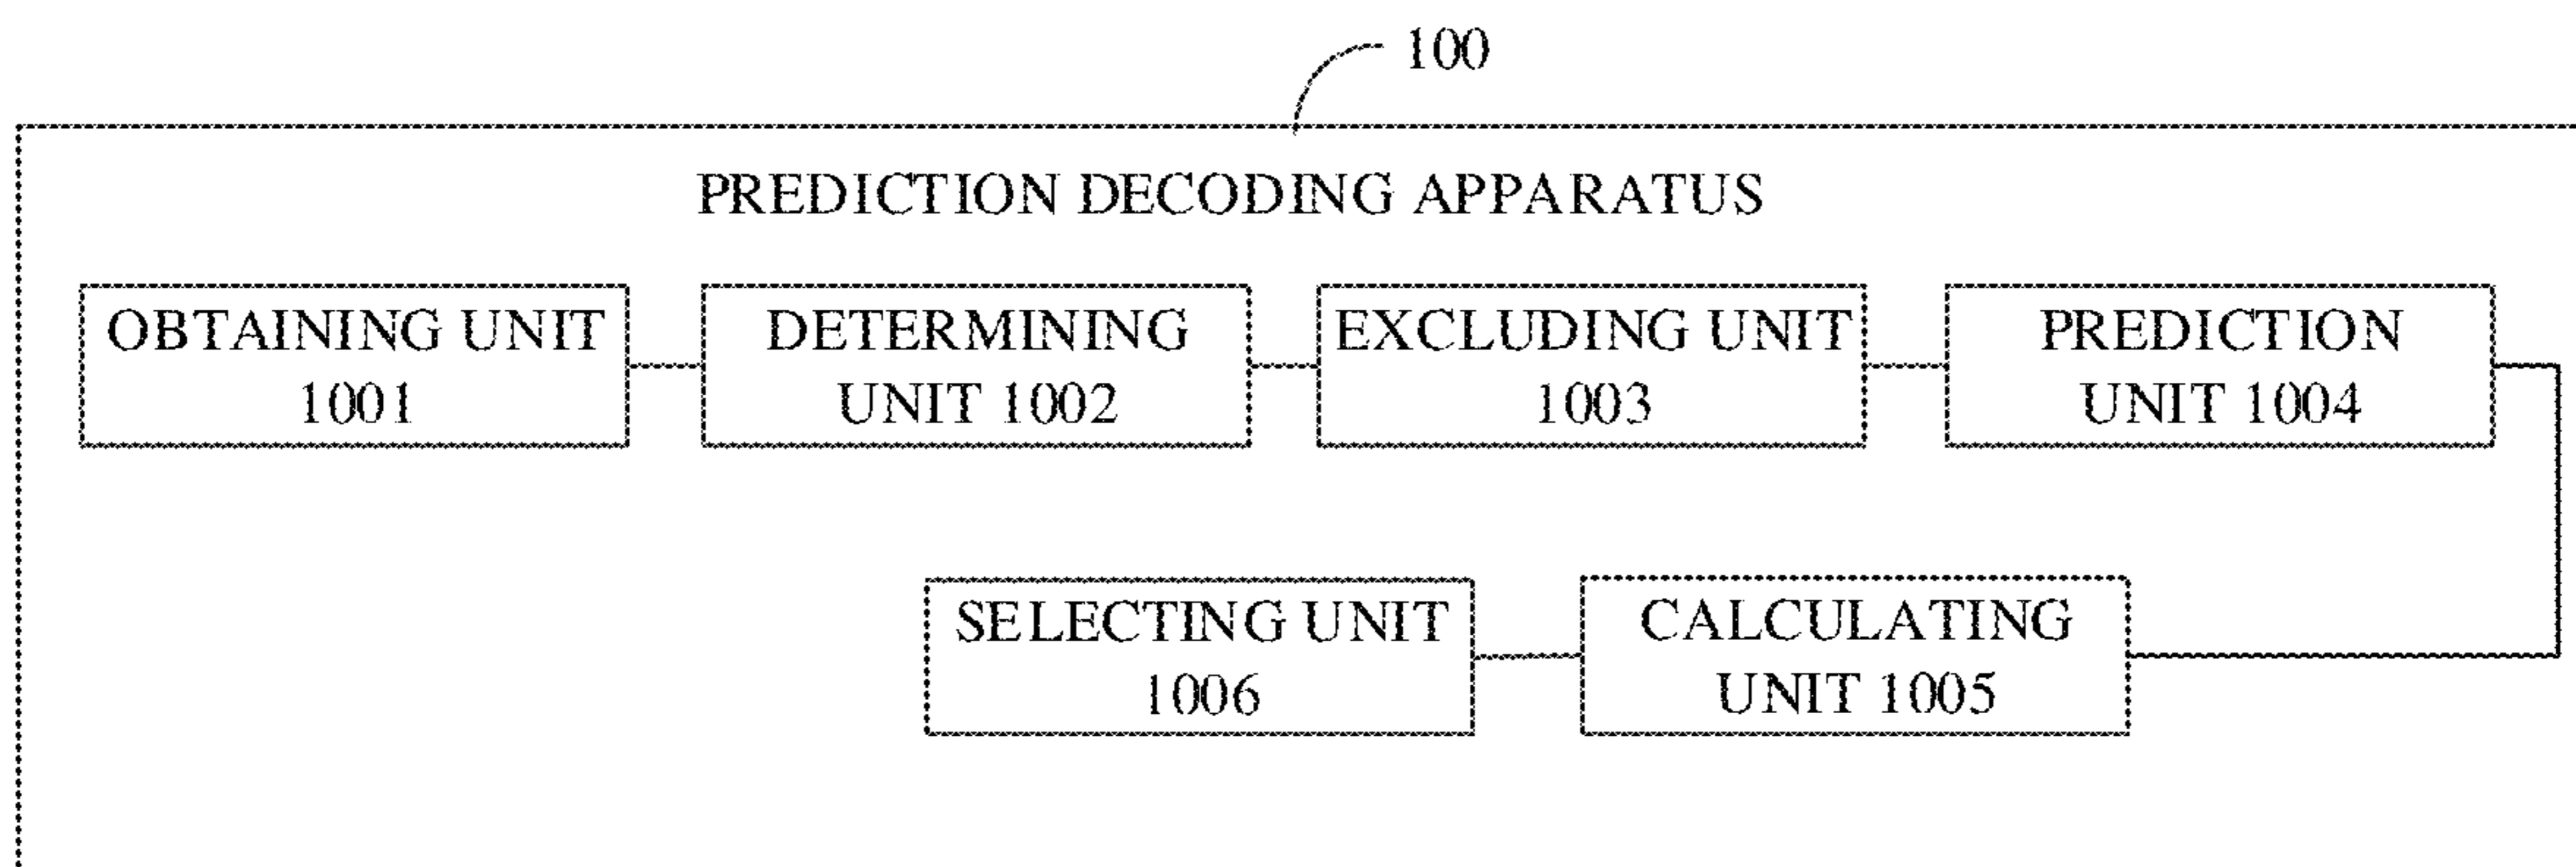 100
PREDICTION DECODING APPARATUS
OBTAINING UNIT
1001
DETERMINING
UNIT 1002
EXCLUDING UNIT
1003
PREDICTION
UNIT 1004
SELECTING UNIT
1006
CALCULATING
UNIT 1005